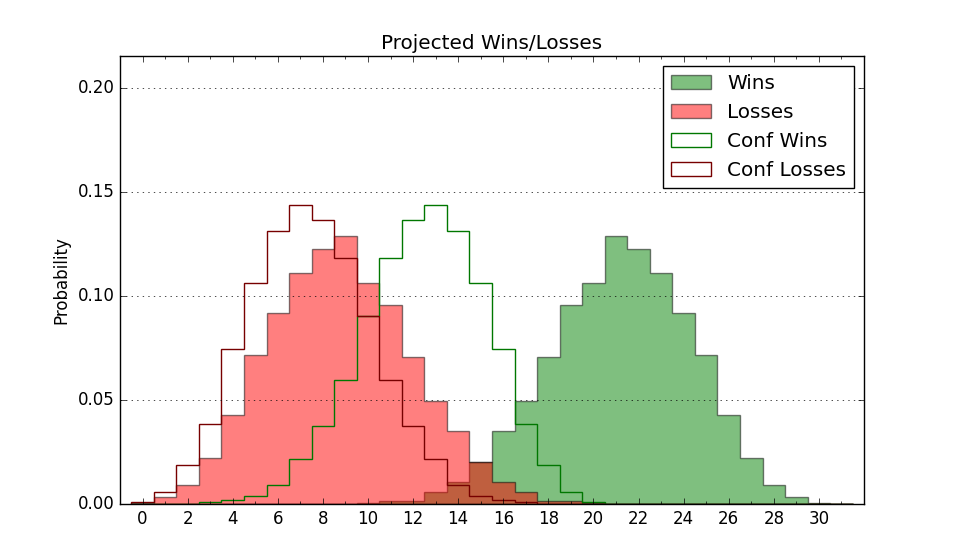 Projected Wins/Losses
0.20
0.15
0.10
0.05
0.00
Probability
Wins
Losses
Conf Wins
Conf Losses
0 2 4 6 8 10 12 14 16 18 20 22 24 26 28 30